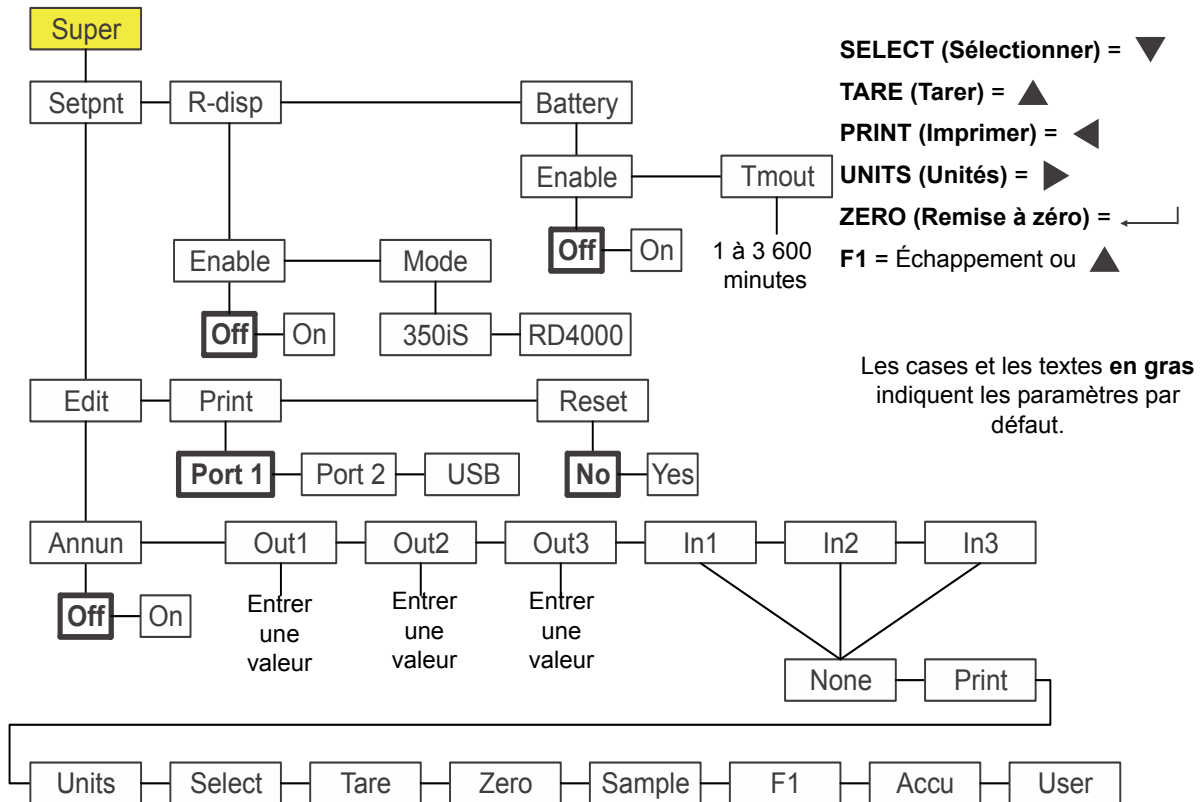 Super
SELECT (Sélectionner) =
TARE (Tarer) =
PRINT (Imprimer) =
UNITS (Unités) =
ZERO (Remise à zéro) =
F1 = Échappement ou
Setpnt
R-disp
Battery
Enable
Tmout
Off
On
1 à 3 600
minutes
Enable
Mode
Off
On
350iS
RD4000
Les cases et les textes en gras
indiquent les paramètres par
défaut.
Edit
Print
Reset
Port 1
Port 2
USB
No
Yes
Annun
Out1
Out2
Out3
In1
In2
In3
Off
On
Entrer
une
valeur
Entrer
une
valeur
Entrer
une
valeur
None
Print
Units
Select
Tare
Zero
Sample
F1
Accu
User